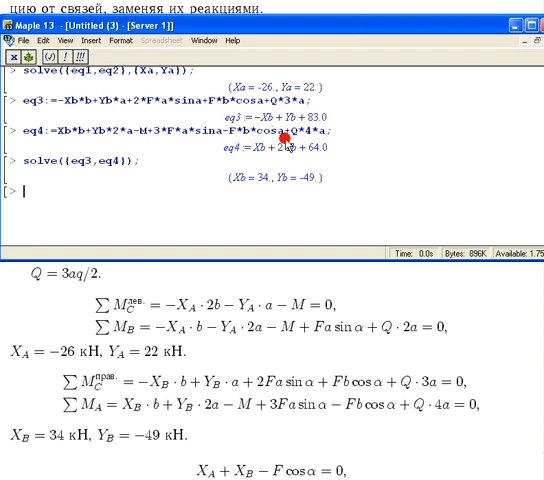 цию от связей, заменяя их реакциями.
Maple 13 - [Untitled (3) - [Server 1]]
File Edit View Insert Format Spreadsheet Window Help
> solve({eq1,eq2},{Xa,Ya});
{Xa = -26., Ya = 22.}
> eq3:=-Xb*b+Yb*a+2*F*a*sina+F*b*cosa+Q*3*a;
eq3 := -Xb + Yb + 83.0
> eq4:=Xb*b+Yb*2*a-M+3*F*a*sina-F*b*cosa+Q*4*a;
eq4 := Xb + 2 Yb + 64.0
> solve({eq3,eq4});
{Xb = 34., Yb = -49.}
>
Time: 0.0s Bytes: 896K Available: 1.75
Q = 3aq/2.
∑ M_C^{лев.} = −X_A · 2b − Y_A · a − M = 0,
∑ M_B = −X_A · b − Y_A · 2a − M + Fa sin α + Q · 2a = 0,
X_A = −26 кН, Y_A = 22 кН.
∑ M_C^{прав.} = −X_B · b + Y_B · a + 2Fa sin α + Fb cos α + Q · 3a = 0,
∑ M_A = X_B · b + Y_B · 2a − M + 3Fa sin α − Fb cos α + Q · 4a = 0,
X_B = 34 кН, Y_B = −49 кН.
X_A + X_B − F cos α = 0,